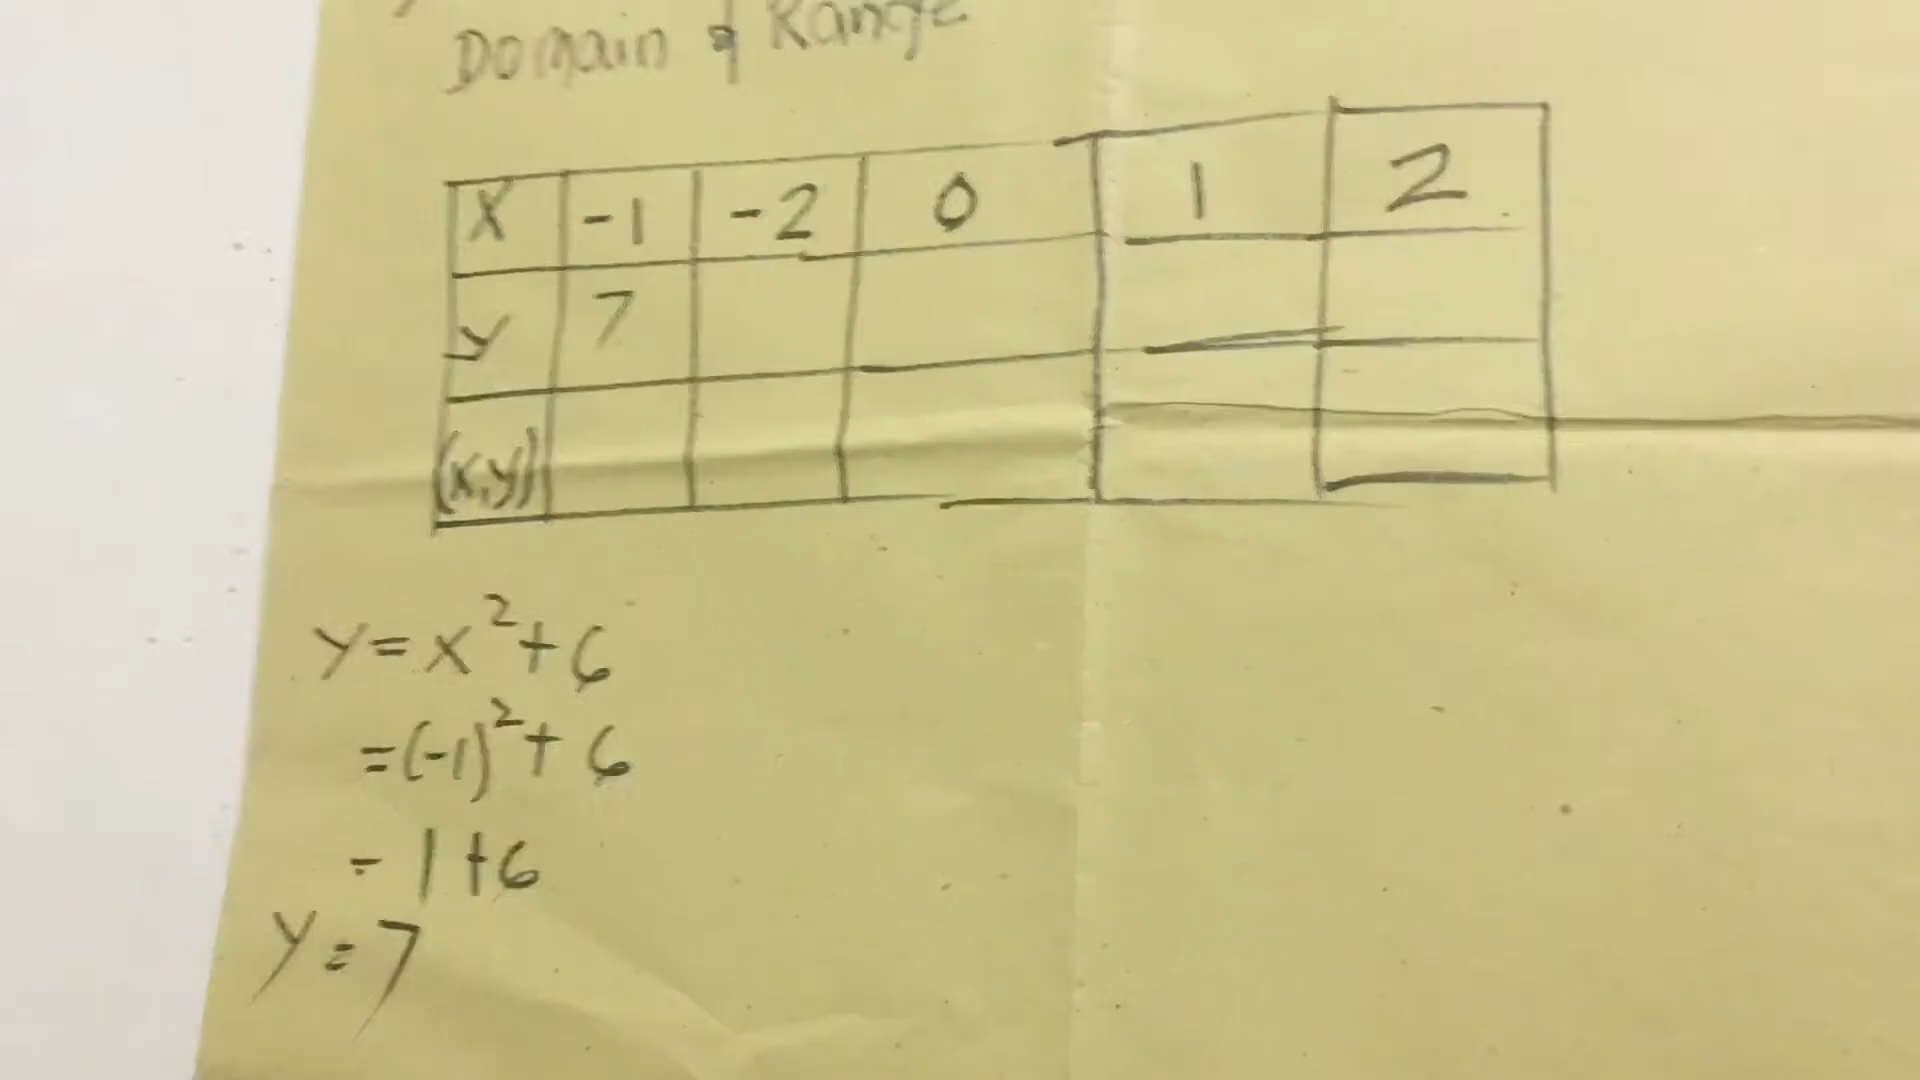 Domain & Range
X -1 -2 0 1 2
y 7
(x,y)
y = x² + 6
= (-1)² + 6
= 1 + 6
y = 7